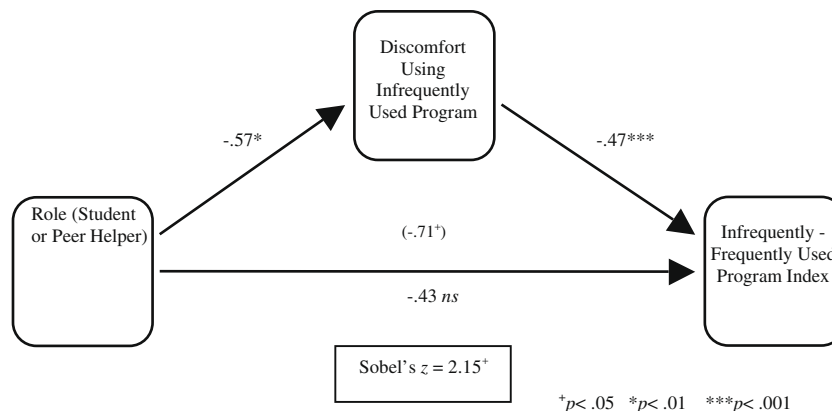 Discomfort
Using
Infrequently
Used Program
-.57*
-.47***
Role (Student
or Peer Helper)
(-.71⁺)
Infrequently -
Frequently Used
Program Index
-.43 ns
Sobel's z = 2.15⁺
⁺p< .05 *p< .01 ***p< .001